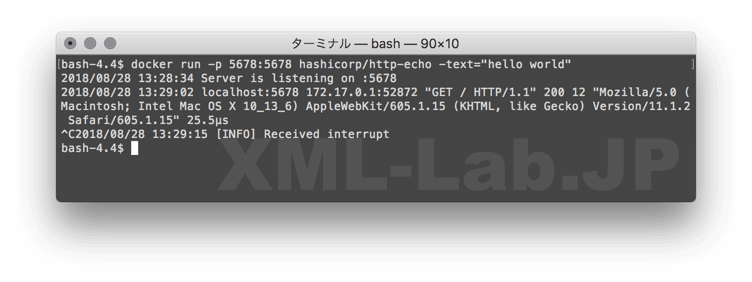 ターミナル — bash — 90×10
[bash-4.4$ docker run -p 5678:5678 hashicorp/http-echo -text="hello world" ]
2018/08/28 13:28:34 Server is listening on :5678
2018/08/28 13:29:02 localhost:5678 172.17.0.1:52872 "GET / HTTP/1.1" 200 12 "Mozilla/5.0 (
Macintosh; Intel Mac OS X 10_13_6) AppleWebKit/605.1.15 (KHTML, like Gecko) Version/11.1.2
Safari/605.1.15" 25.5µs
^C2018/08/28 13:29:15 [INFO] Received interrupt
bash-4.4$
XML-Lab.JP